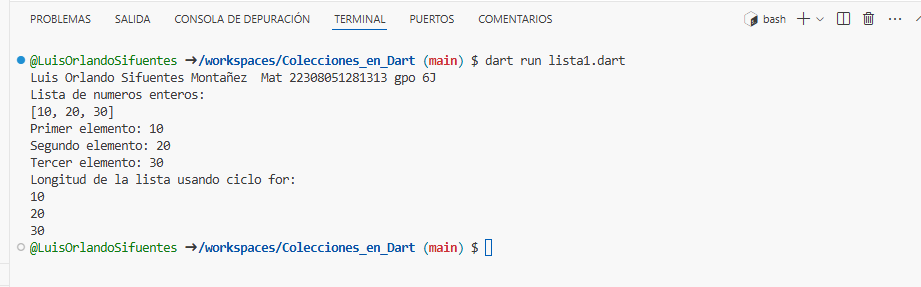 PROBLEMAS SALIDA CONSOLA DE DEPURACIÓN TERMINAL PUERTOS COMENTARIOS bash
@LuisOrlandoSifuentes ➜/workspaces/Colecciones_en_Dart (main) $ dart run lista1.dart
Luis Orlando Sifuentes Montañez  Mat 22308051281313 gpo 6J
Lista de numeros enteros:
[10, 20, 30]
Primer elemento: 10
Segundo elemento: 20
Tercer elemento: 30
Longitud de la lista usando ciclo for:
10
20
30
@LuisOrlandoSifuentes ➜/workspaces/Colecciones_en_Dart (main) $